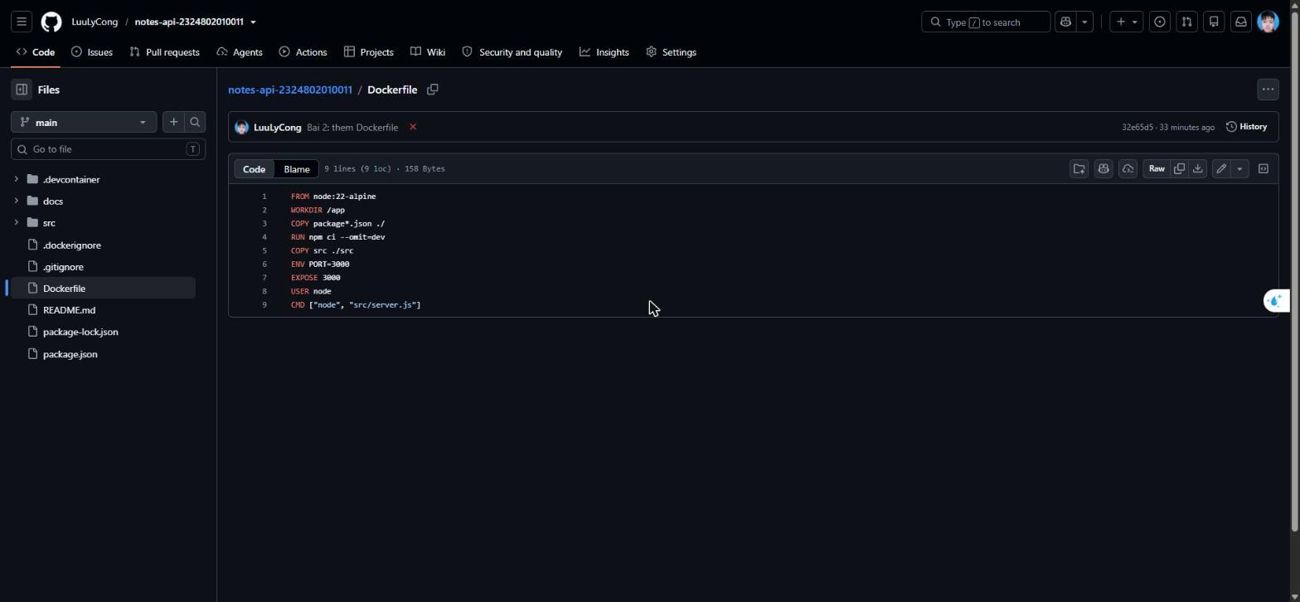 LuuLyCong / notes-api-2324802010011
Type / to search
Code
Issues
Pull requests
Agents
Actions
Projects
Wiki
Security and quality
Insights
Settings
Files
main
Go to file
T
.devcontainer
docs
src
.dockerignore
.gitignore
Dockerfile
README.md
package-lock.json
package.json
notes-api-2324802010011 / Dockerfile
LuuLyCong Bai 2: them Dockerfile
32e65d5 · 33 minutes ago
History
Code
Blame
9 lines (9 loc) · 158 Bytes
Raw
1 FROM node:22-alpine
2 WORKDIR /app
3 COPY package*.json ./
4 RUN npm ci --omit=dev
5 COPY src ./src
6 ENV PORT=3000
7 EXPOSE 3000
8 USER node
9 CMD ["node", "src/server.js"]